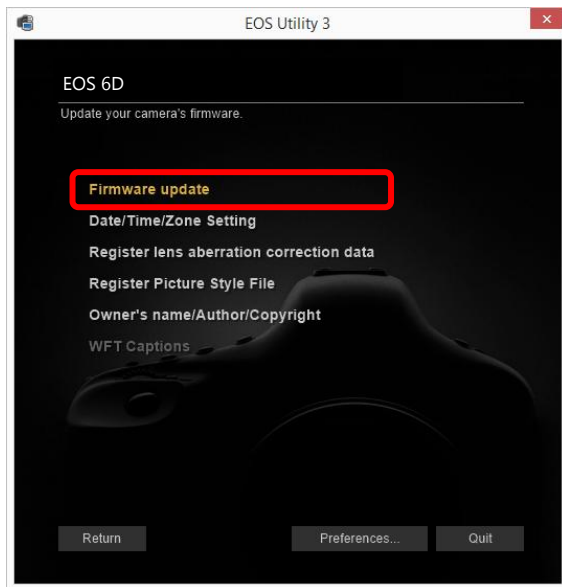 EOS Utility 3
EOS 6D
Update your camera's firmware.
Firmware update
Date/Time/Zone Setting
Register lens aberration correction data
Register Picture Style File
Owner's name/Author/Copyright
WFT Captions
Return Preferences... Quit